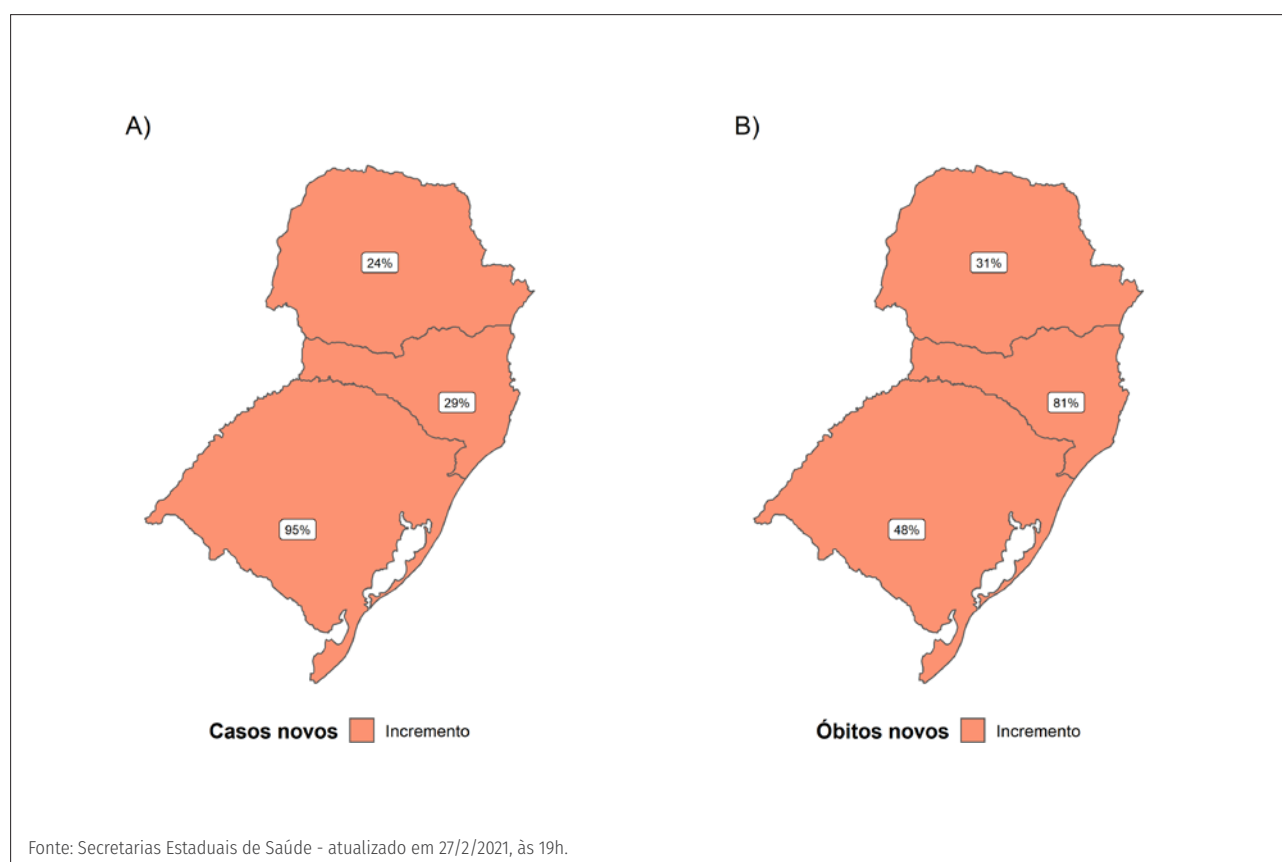 A)
24%
29%
95%
Casos novos Incremento
B)
31%
81%
48%
Óbitos novos Incremento
Fonte: Secretarias Estaduais de Saúde - atualizado em 27/2/2021, às 19h.